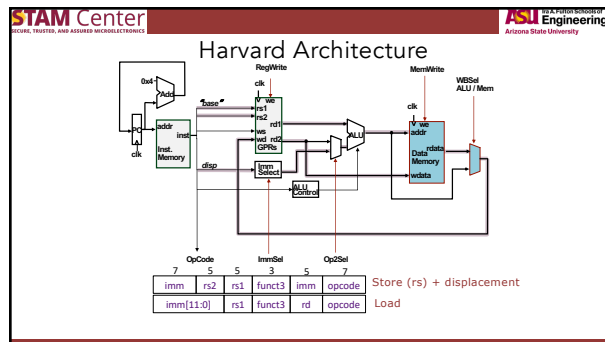 STAM Center
SECURE, TRUSTED, AND ASSURED MICROELECTRONICS
ASU Ira A. Fulton Schools of
Engineering
Arizona State University
Harvard Architecture
RegWrite
MemWrite
WBSel
ALU / Mem
0x4
Add
clk
"base"
we
rs1
rs2
rd1
ws
wd rd2
GPRs
PC
clk
addr
inst
Inst.
Memory
ALU
clk
we
addr
rdata
Data
Memory
wdata
disp
Imm
Select
ALU
Control
OpCode
ImmSel
Op2Sel
7 5 5 3 5 7
imm rs2 rs1 funct3 imm opcode
Store (rs) + displacement
imm[11:0] rs1 funct3 rd opcode
Load